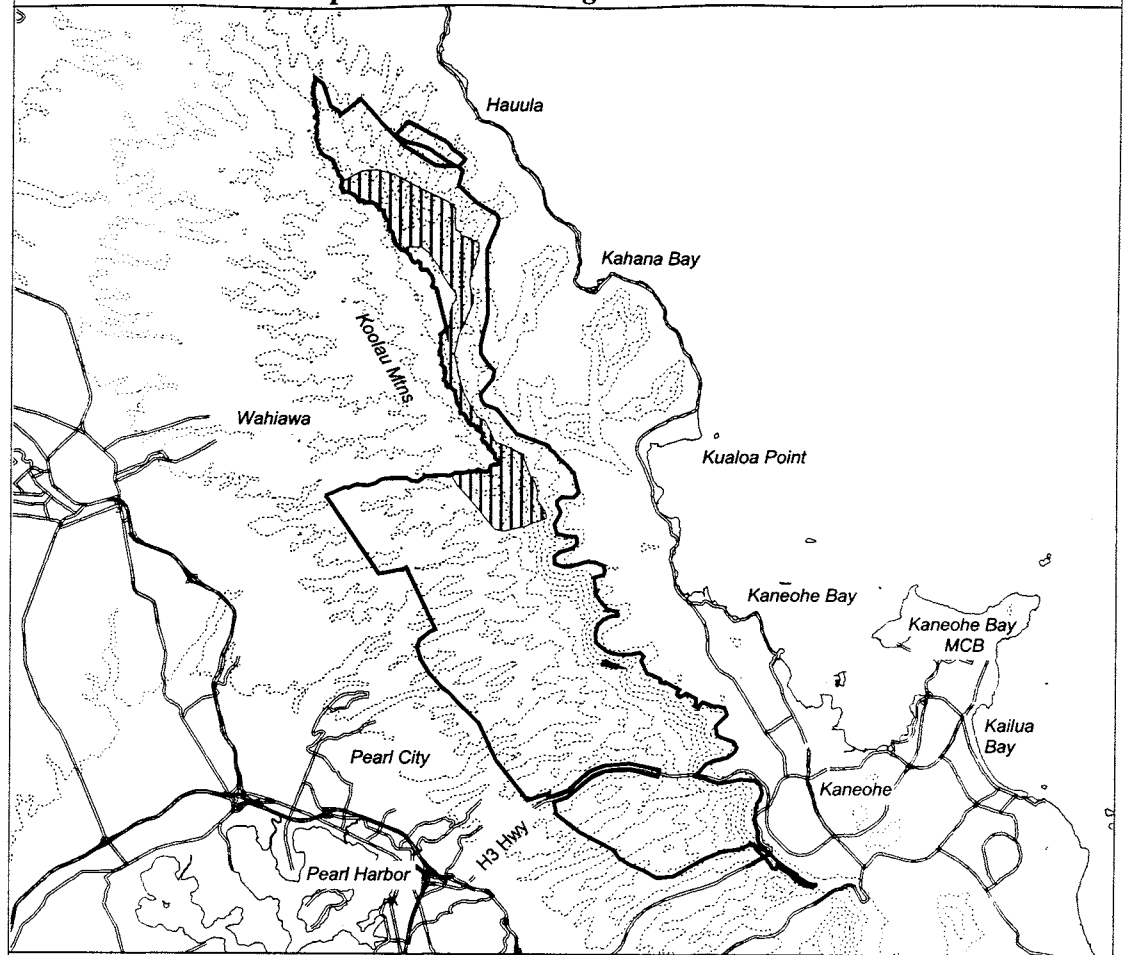 Hauula
Kahana Bay
Koolau Mtns.
Wahiawa
Kualoa Point
Kaneohe Bay
Kaneohe Bay
MCB
Kailua
Bay
Pearl City
Kaneohe
H3 Hwy
Pearl Harbor